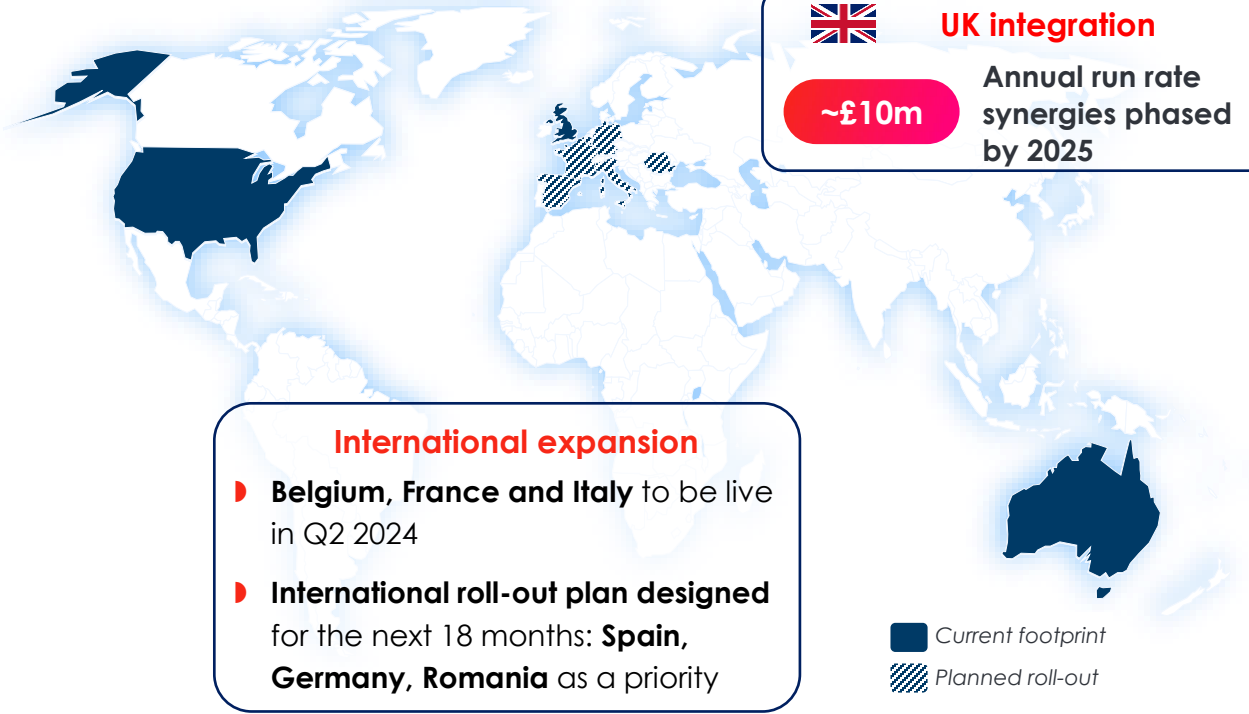 UK integration
~£10m
Annual run rate
synergies phased
by 2025
International expansion
Belgium, France and Italy to be live
in Q2 2024
International roll-out plan designed
for the next 18 months: Spain,
Germany, Romania as a priority
Current footprint
Planned roll-out